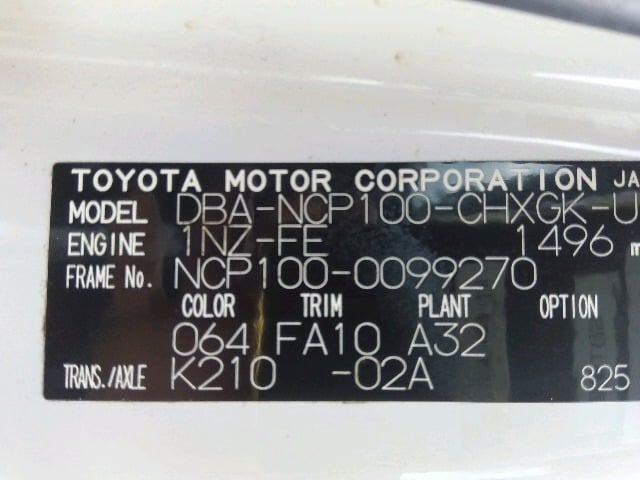 TOYOTA MOTOR CORPORATION JA
MODEL DBA-NCP100-CHXGK-U
ENGINE 1NZ-FE 1496 m
FRAME No. NCP100-0099270
COLOR TRIM PLANT OPTION
064 FA10 A32
TRANS./AXLE K210 -02A 825